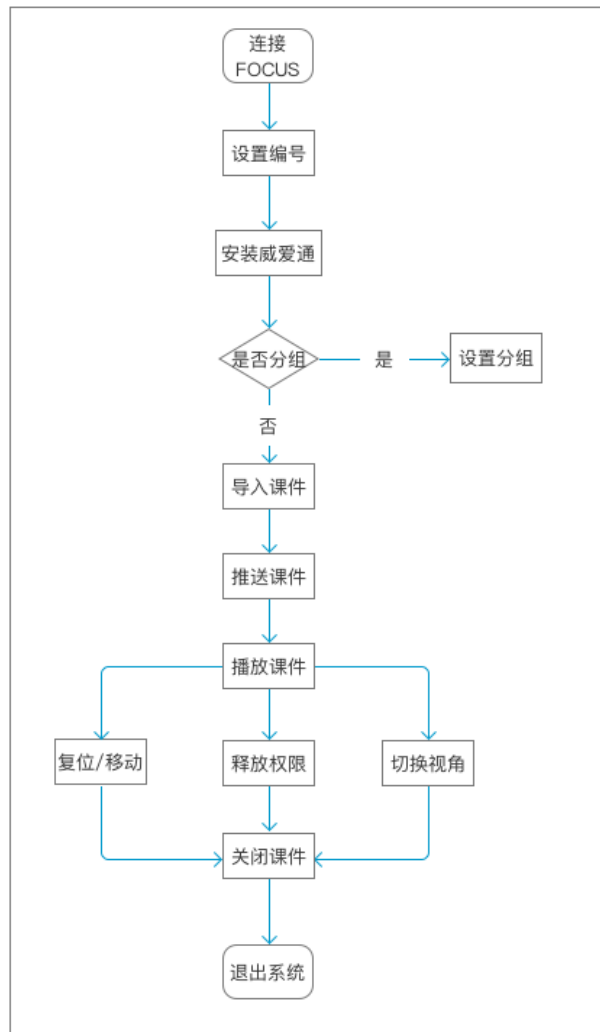 连接
FOCUS
设置编号
安装威爱通
是否分组
是
设置分组
否
导入课件
推送课件
播放课件
复位/移动
释放权限
切换视角
关闭课件
退出系统